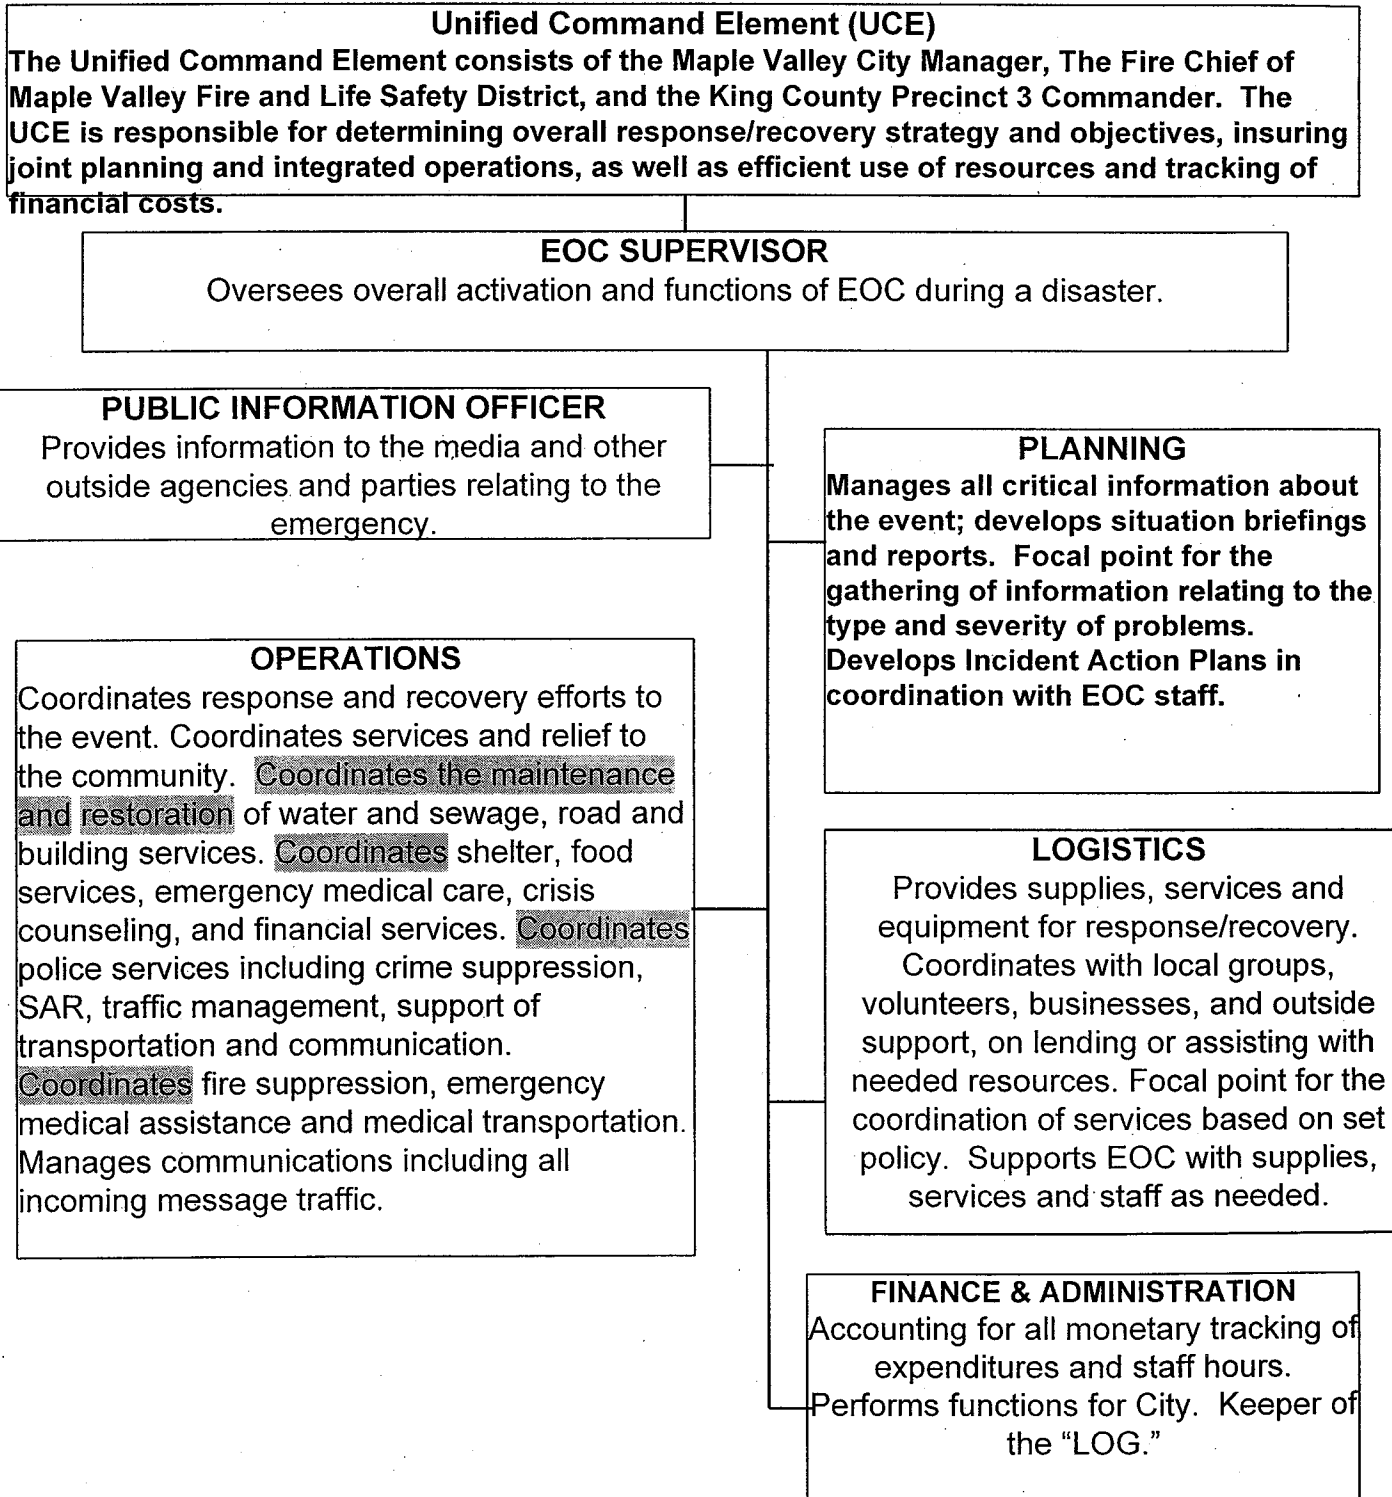 Unified Command Element (UCE)
The Unified Command Element consists of the Maple Valley City Manager, The Fire Chief of
Maple Valley Fire and Life Safety District, and the King County Precinct 3 Commander.  The
UCE is responsible for determining overall response/recovery strategy and objectives, insuring
joint planning and integrated operations, as well as efficient use of resources and tracking of
financial costs.
EOC SUPERVISOR
Oversees overall activation and functions of EOC during a disaster.
PUBLIC INFORMATION OFFICER
Provides information to the media and other
outside agencies and parties relating to the
emergency.
PLANNING
Manages all critical information about
the event; develops situation briefings
and reports.  Focal point for the
gathering of information relating to the
type and severity of problems.
Develops Incident Action Plans in
coordination with EOC staff.
OPERATIONS
Coordinates response and recovery efforts to
the event. Coordinates services and relief to
the community.  Coordinates the maintenance
and restoration of water and sewage, road and
building services. Coordinates shelter, food
services, emergency medical care, crisis
counseling, and financial services. Coordinates
police services including crime suppression,
SAR, traffic management, support of
transportation and communication.
Coordinates fire suppression, emergency
medical assistance and medical transportation.
Manages communications including all
incoming message traffic.
LOGISTICS
Provides supplies, services and
equipment for response/recovery.
Coordinates with local groups,
volunteers, businesses, and outside
support, on lending or assisting with
needed resources. Focal point for the
coordination of services based on set
policy.  Supports EOC with supplies,
services and staff as needed.
FINANCE & ADMINISTRATION
Accounting for all monetary tracking of
expenditures and staff hours.
Performs functions for City.  Keeper of
the “LOG.”